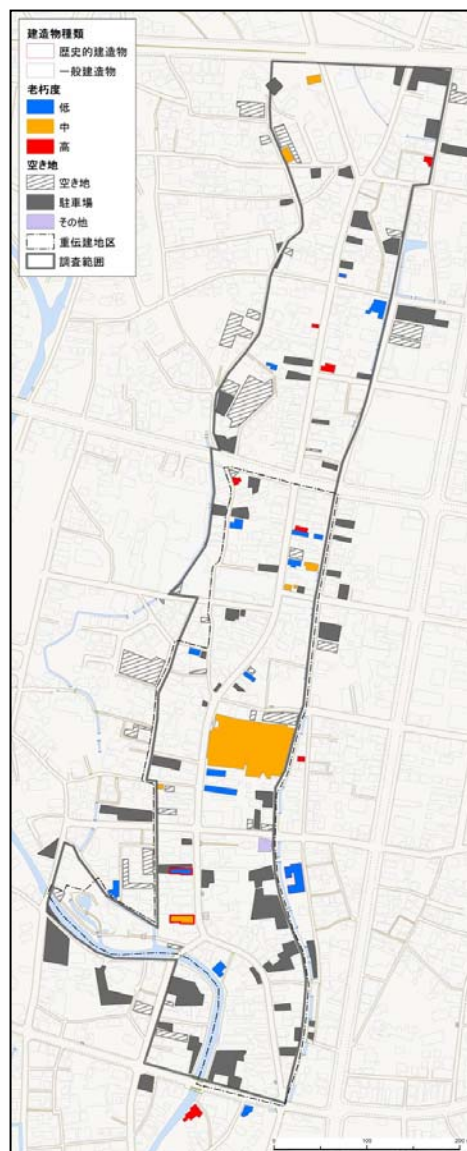 建造物種類
歴史的建造物
一般建造物
老朽度
低
中
高
空き地
空き地
駐車場
その他
重伝建地区
調査範囲
0 100 200